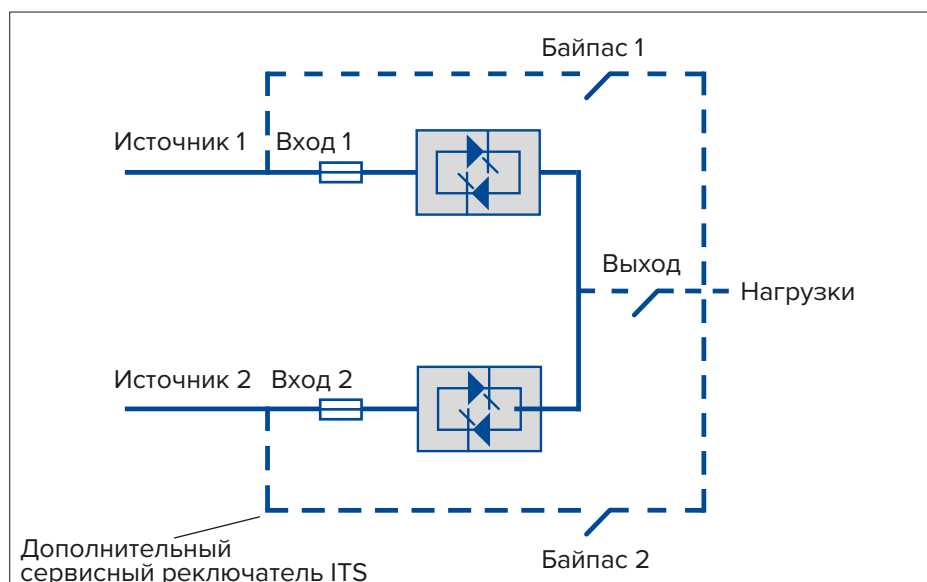 Байпас 1
Источник 1
Вход 1
Выход
Нагрузки
Источник 2
Вход 2
Дополнительный
сервисный реключатель ITS
Байпас 2